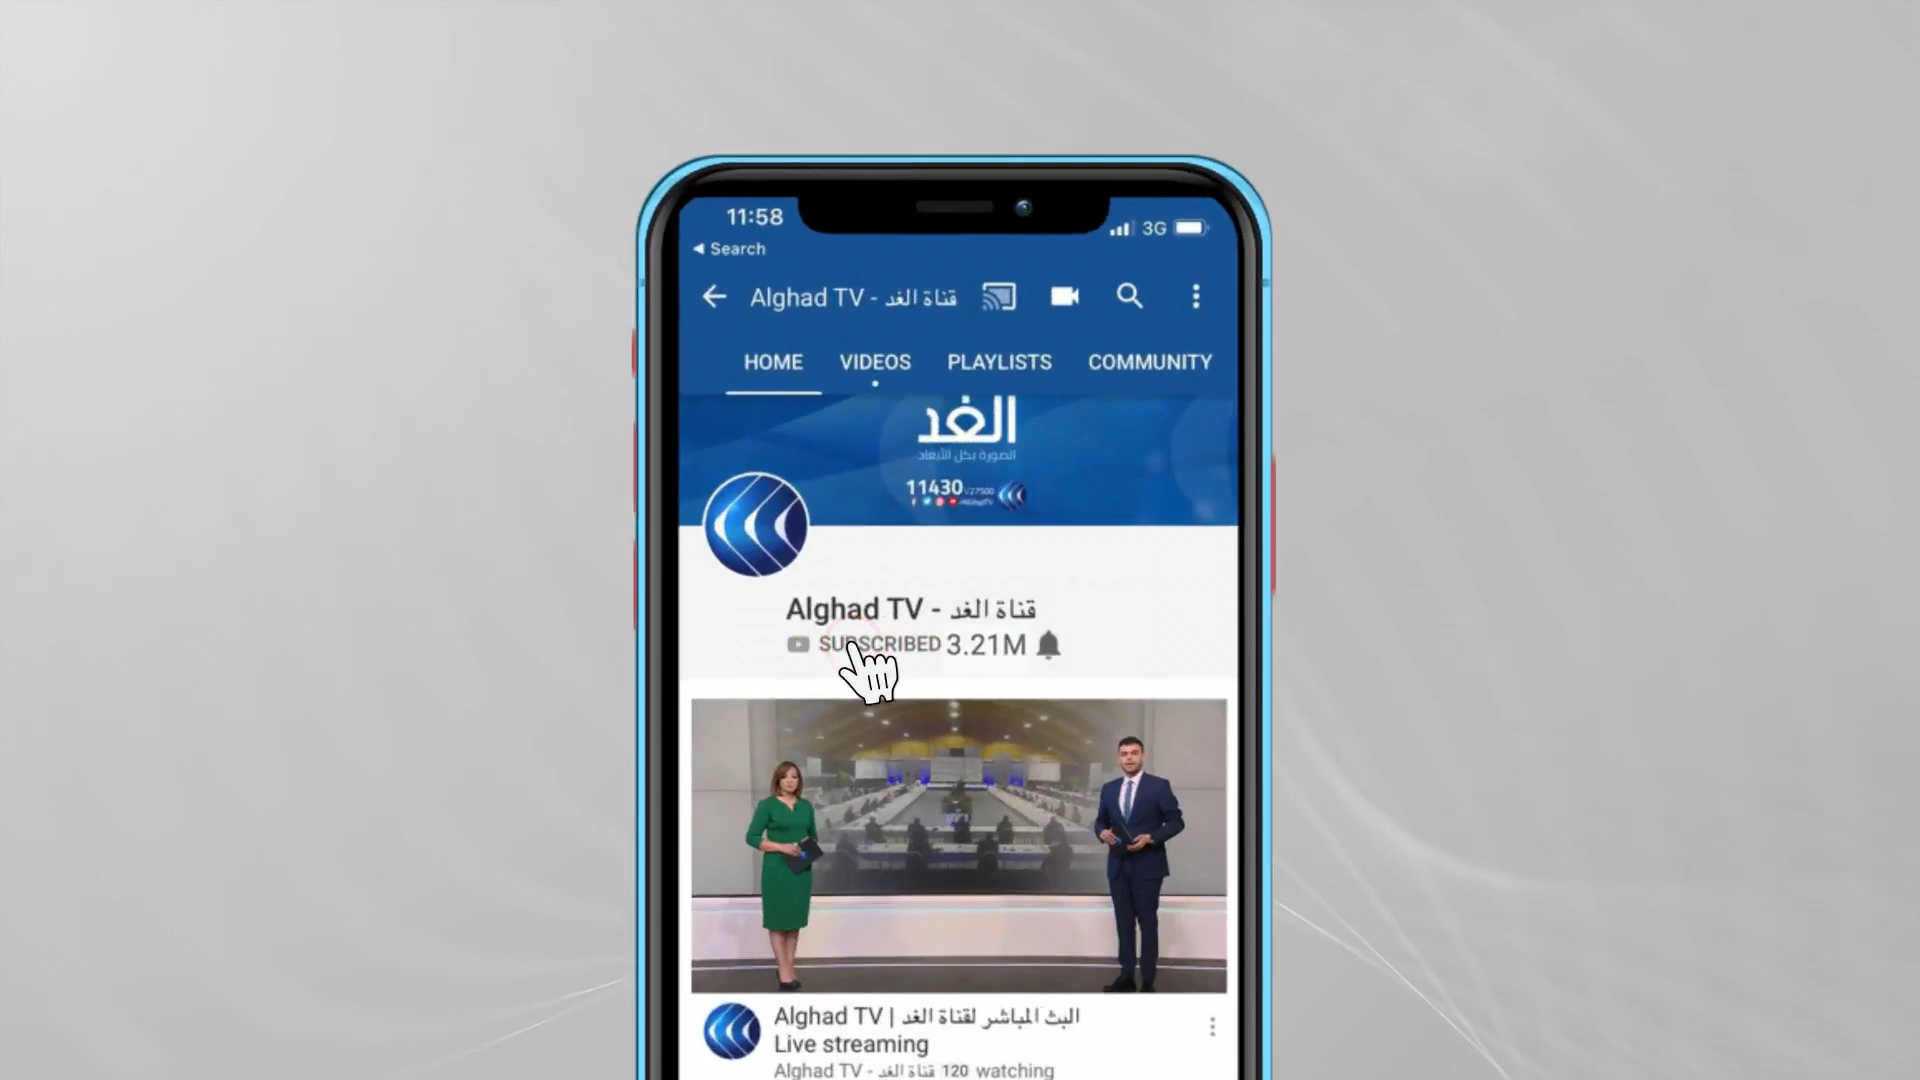 11:58
3G
Search
Alghad TV - قناة الغد
HOME VIDEOS PLAYLISTS COMMUNITY
الغد
الصورة بكل الأبعاد
11430
27500
Alghad TV - قناة الغد
SUBSCRIBED 3.21M
Alghad TV | البث المباشر لقناة الغد
Live streaming
Alghad TV - قناة الغد 120 watching